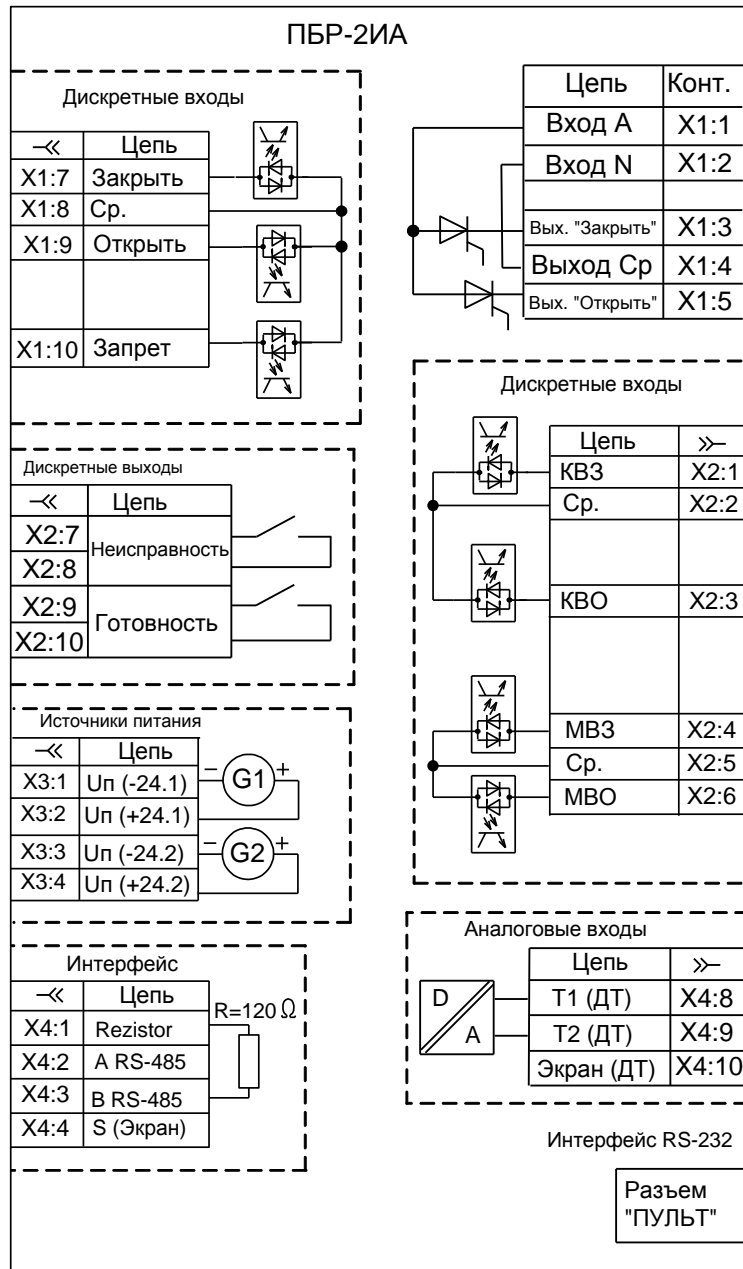 ПБР-2ИА
Дискретные входы
Цепь
X1:7 Закрыть
X1:8 Ср.
X1:9 Открыть
X1:10 Запрет
Цепь Конт.
Вход А X1:1
Вход N X1:2
Вых. "Закрыть" X1:3
Выход Ср X1:4
Вых. "Открыть" X1:5
Дискретные выходы
Цепь
X2:7 Неисправность
X2:8
X2:9 Готовность
X2:10
Дискретные входы
Цепь
КВЗ X2:1
Ср. X2:2
КВО X2:3
МВЗ X2:4
Ср. X2:5
МВО X2:6
Источники питания
Цепь
X3:1 Uп (-24.1) − G1 +
X3:2 Uп (+24.1)
X3:3 Uп (-24.2) − G2 +
X3:4 Uп (+24.2)
Интерфейс
Цепь R=120 Ω
X4:1 Rezistor
X4:2 A RS-485
X4:3 B RS-485
X4:4 S (Экран)
Аналоговые входы
Цепь
D A
Т1 (ДТ) X4:8
Т2 (ДТ) X4:9
Экран (ДТ) X4:10
Интерфейс RS-232
Разъем
"ПУЛЬТ"